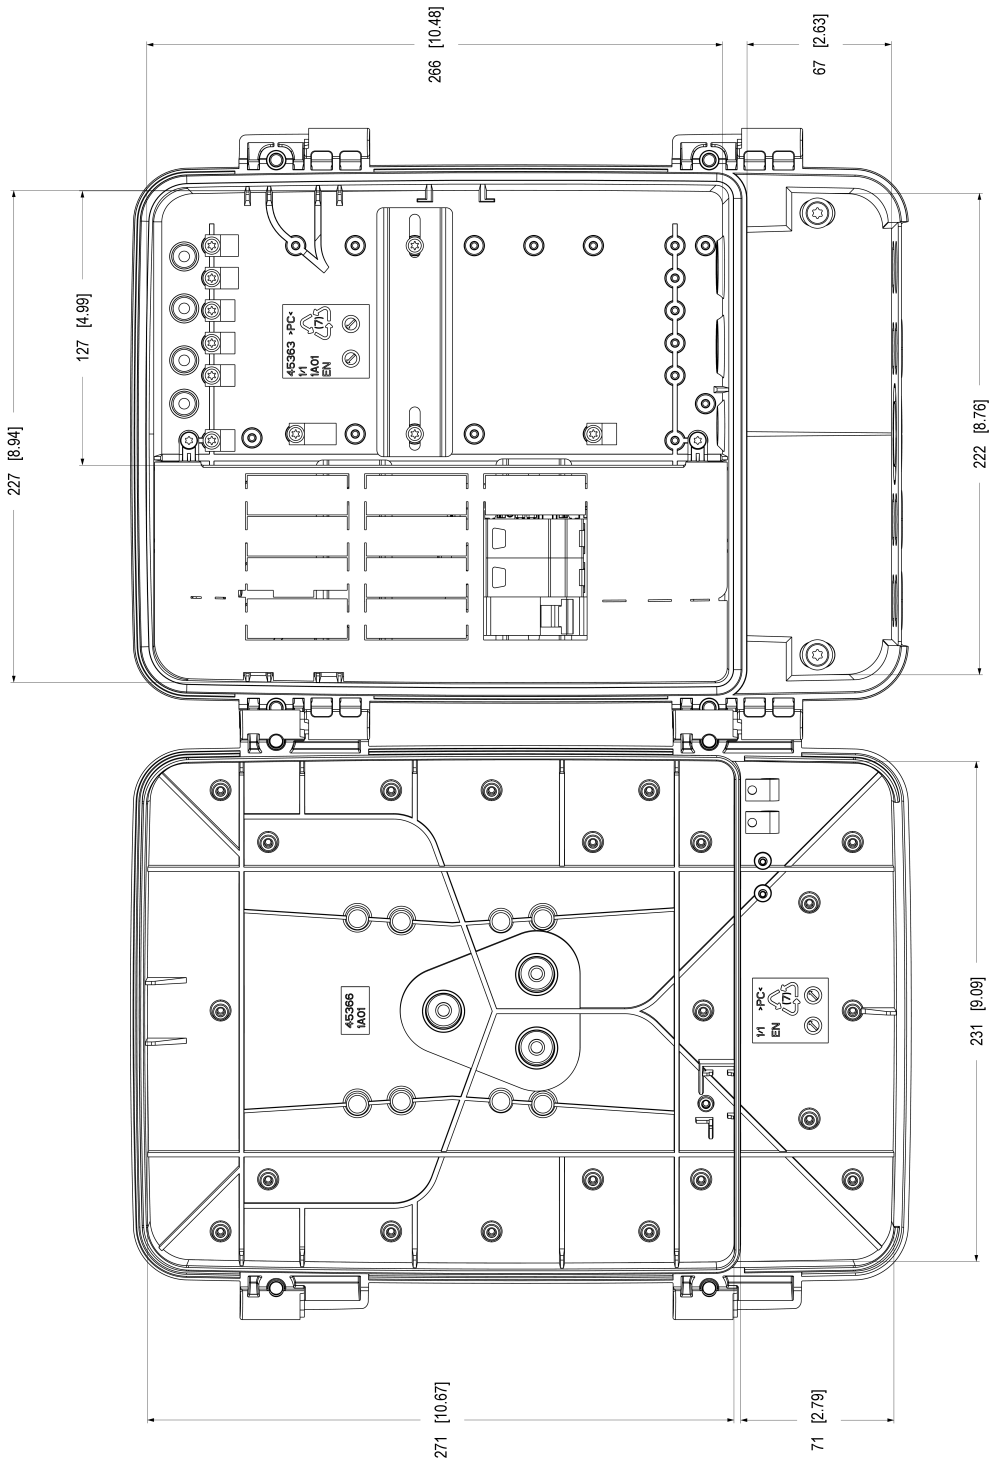 266 [10.48]
67 [2.63]
227 [8.94]
127 [4.99]
222 [8.76]
45363 >PC<
1/1
1A01
EN
(7)
45366
1A01
1/1 >PC<
EN
(7)
231 [9.09]
271 [10.67]
71 [2.79]